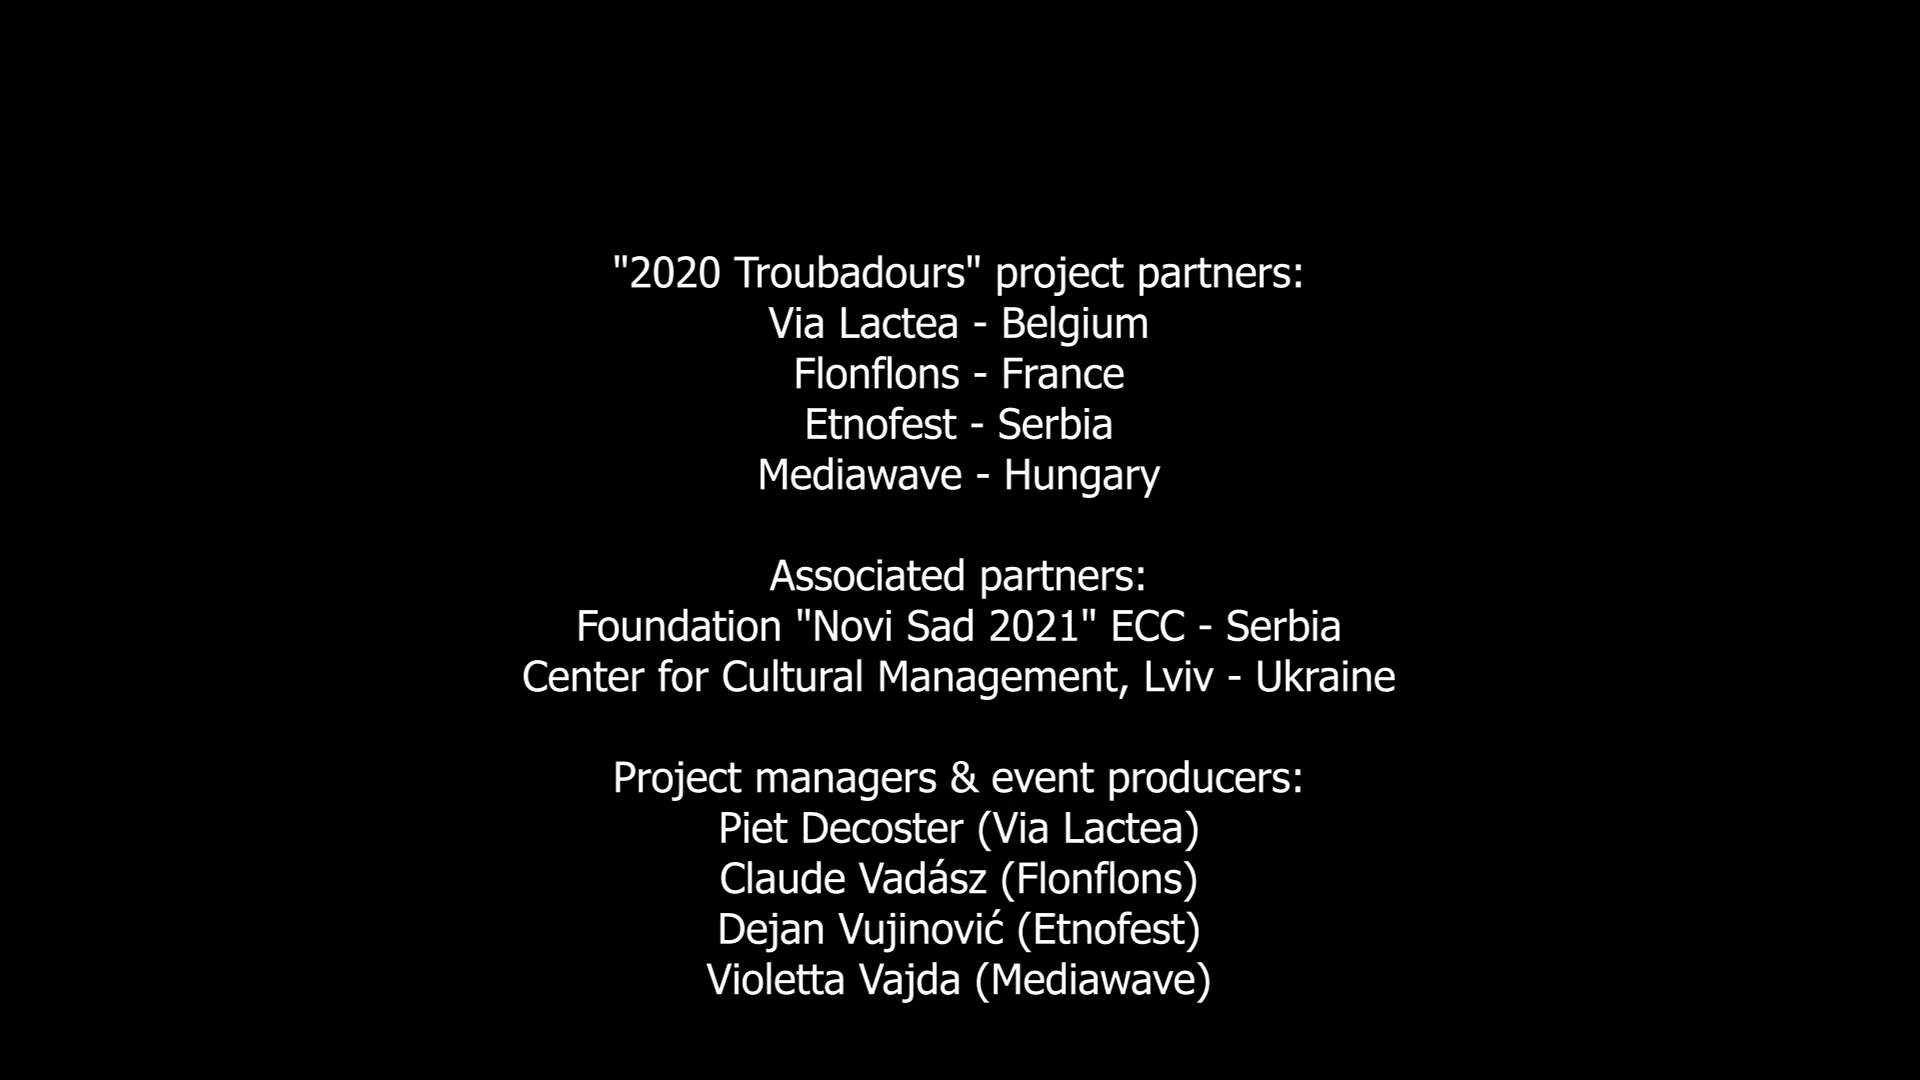 "2020 Troubadours" project partners:
Via Lactea - Belgium
Flonflons - France
Etnofest - Serbia
Mediawave - Hungary
Associated partners:
Foundation "Novi Sad 2021" ECC - Serbia
Center for Cultural Management, Lviv - Ukraine
Project managers & event producers:
Piet Decoster (Via Lactea)
Claude Vadász (Flonflons)
Dejan Vujinović (Etnofest)
Violetta Vajda (Mediawave)